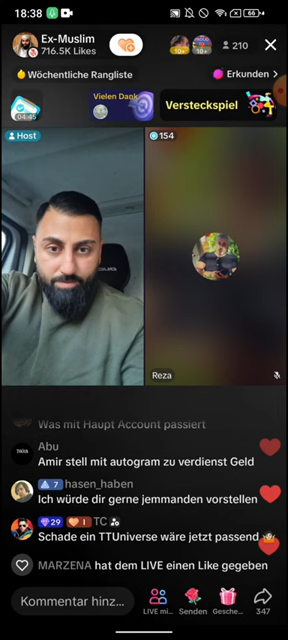 18:38
66
Ex-Muslim
716.5K Likes
10+
10+
210
Wöchentliche Rangliste
Erkunden
04:45
Vielen Dank
Versteckspiel
Host
154
Reza
Was mit Haupt Account passiert
Abu
Amir stell mit autogram zu verdienst Geld
7 hasen_haben
Ich würde dir gerne jemmanden vorstellen
29 1 TC
Schade ein TTUniverse wäre jetzt passend
MARZENA hat dem LIVE einen Like gegeben
Kommentar hinz...
LIVE mi...
Senden
Gesche...
347